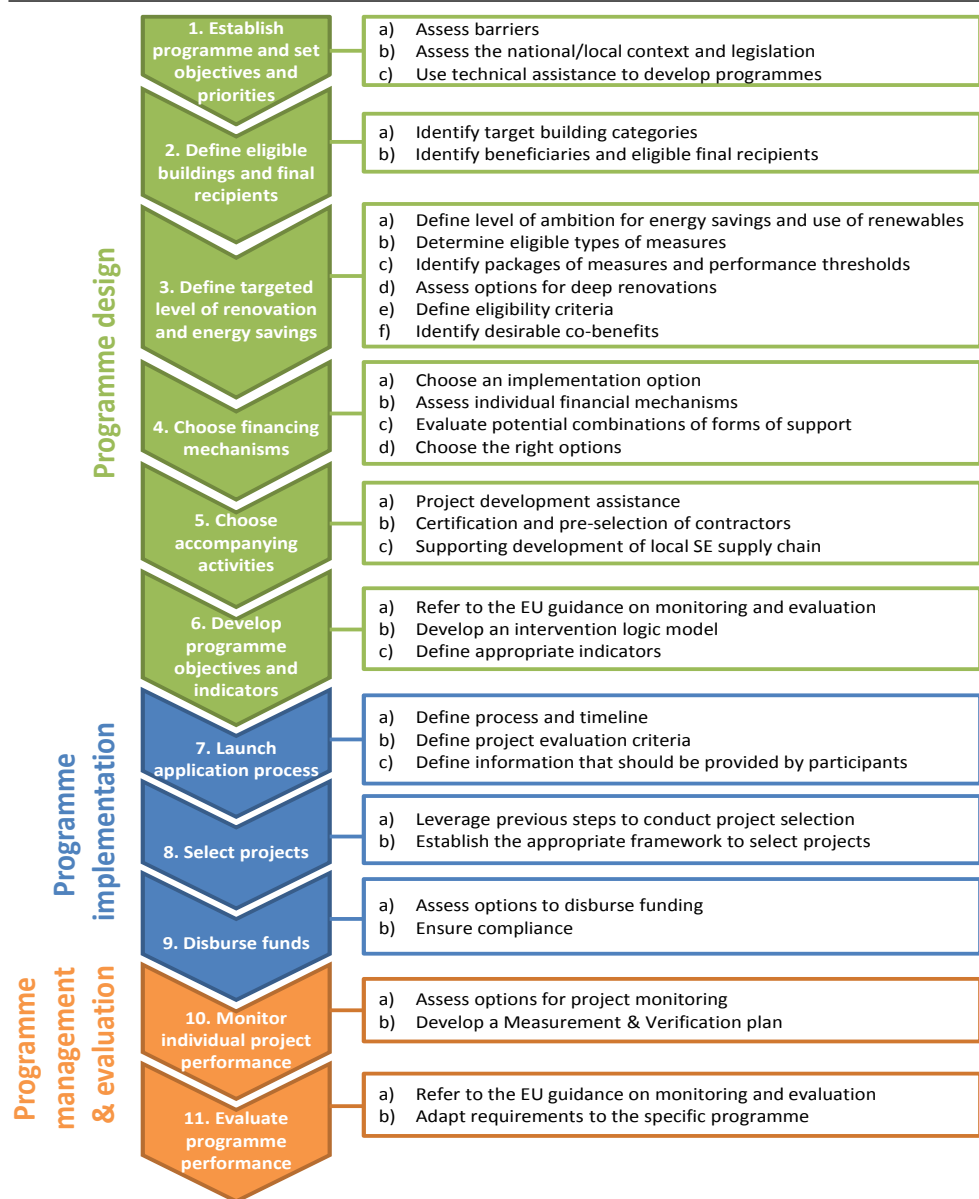 Programme design
1. Establish
programme and set
objectives and
priorities
a) Assess barriers
b) Assess the national/local context and legislation
c) Use technical assistance to develop programmes
2. Define eligible
buildings and final
recipients
a) Identify target building categories
b) Identify beneficiaries and eligible final recipients
3. Define targeted
level of renovation
and energy savings
a) Define level of ambition for energy savings and use of renewables
b) Determine eligible types of measures
c) Identify packages of measures and performance thresholds
d) Assess options for deep renovations
e) Define eligibility criteria
f) Identify desirable co-benefits
4. Choose financing
mechanisms
a) Choose an implementation option
b) Assess individual financial mechanisms
c) Evaluate potential combinations of forms of support
d) Choose the right options
5. Choose
accompanying
activities
a) Project development assistance
b) Certification and pre-selection of contractors
c) Supporting development of local SE supply chain
6. Develop
programme
objectives and
indicators
a) Refer to the EU guidance on monitoring and evaluation
b) Develop an intervention logic model
c) Define appropriate indicators
Programme
implementation
7. Launch
application process
a) Define process and timeline
b) Define project evaluation criteria
c) Define information that should be provided by participants
8. Select projects
a) Leverage previous steps to conduct project selection
b) Establish the appropriate framework to select projects
9. Disburse funds
a) Assess options to disburse funding
b) Ensure compliance
Programme
management
& evaluation
10. Monitor
individual project
performance
a) Assess options for project monitoring
b) Develop a Measurement & Verification plan
11. Evaluate
programme
performance
a) Refer to the EU guidance on monitoring and evaluation
b) Adapt requirements to the specific programme